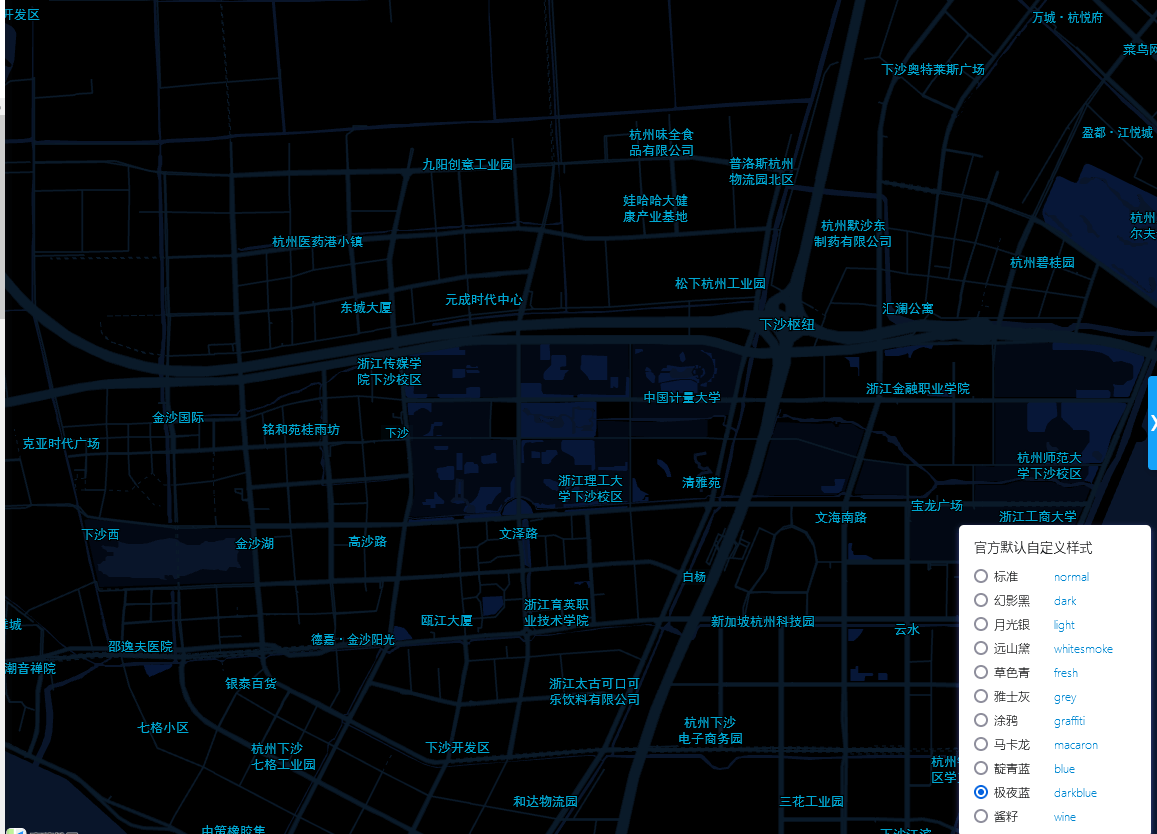 开发区
万城·杭悦府
菜鸟网
下沙奥特莱斯广场
盈都·江悦城
杭州味全食
品有限公司
九阳创意工业园
普洛斯杭州
物流园北区
娃哈哈大健
康产业基地
杭州
尔夫
杭州默沙东
制药有限公司
杭州医药港小镇
杭州碧桂园
松下杭州工业园
元成时代中心
东城大厦
汇澜公寓
下沙枢纽
浙江传媒学
院下沙校区
中国计量大学
浙江金融职业学院
金沙国际
铭和苑桂雨坊
下沙
克亚时代广场
杭州师范大
学下沙校区
浙江理工大
学下沙校区
清雅苑
宝龙广场
文海南路
浙江工商大学
下沙西
金沙湖
高沙路
文泽路
白杨
浙江育英职
业技术学院
瓯江大厦
新加坡杭州科技园
云水
城
邵逸夫医院
德嘉·金沙阳光
潮音禅院
银泰百货
浙江太古可口可
乐饮料有限公司
七格小区
杭州下沙
电子商务园
杭州下沙
七格工业园
下沙开发区
杭州
区学
和达物流园
三花工业园
中策橡胶集
下沙江滨
官方默认自定义样式
标准 normal
幻影黑 dark
月光银 light
远山黛 whitesmoke
草色青 fresh
雅士灰 grey
涂鸦 graffiti
马卡龙 macaron
靛青蓝 blue
极夜蓝 darkblue
酱籽 wine